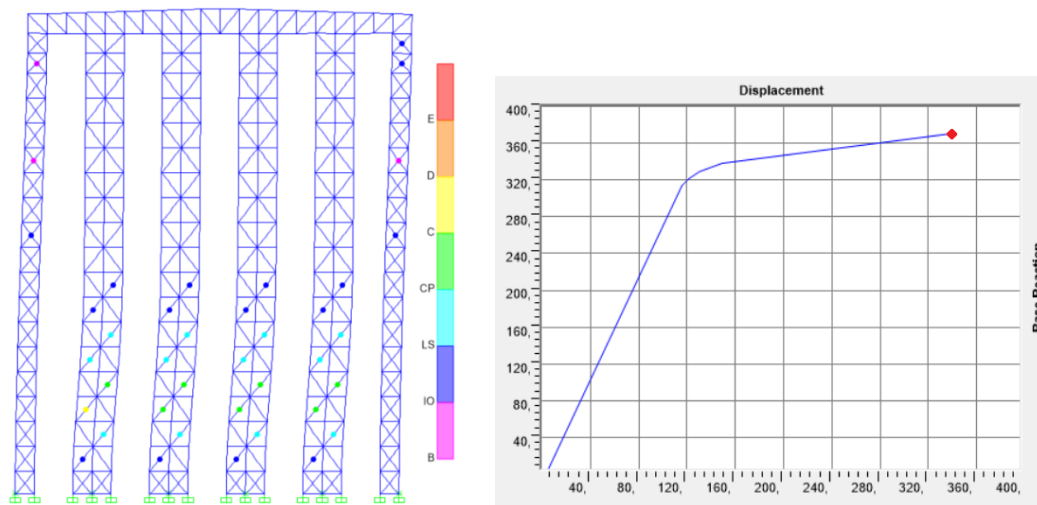 E
D
C
CP
LS
IO
B
Displacement
400,
360,
320,
280,
240,
200,
160,
120,
80,
40,
40, 80, 120, 160, 200, 240, 280, 320, 360, 400,